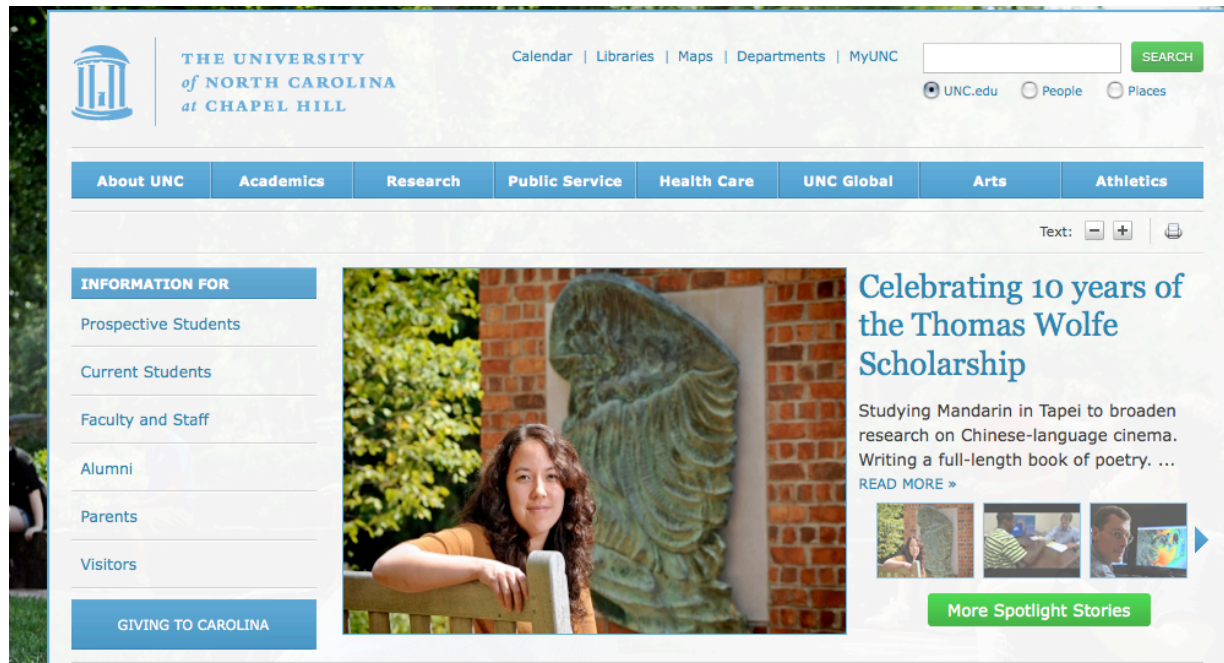 THE UNIVERSITY
of NORTH CAROLINA
at CHAPEL HILL
Calendar | Libraries | Maps | Departments | MyUNC
SEARCH
UNC.edu People Places
About UNC Academics Research Public Service Health Care UNC Global Arts Athletics
Text: - +
INFORMATION FOR
Prospective Students
Current Students
Faculty and Staff
Alumni
Parents
Visitors
GIVING TO CAROLINA
Celebrating 10 years of
the Thomas Wolfe
Scholarship
Studying Mandarin in Tapei to broaden
research on Chinese-language cinema.
Writing a full-length book of poetry. ...
READ MORE »
More Spotlight Stories